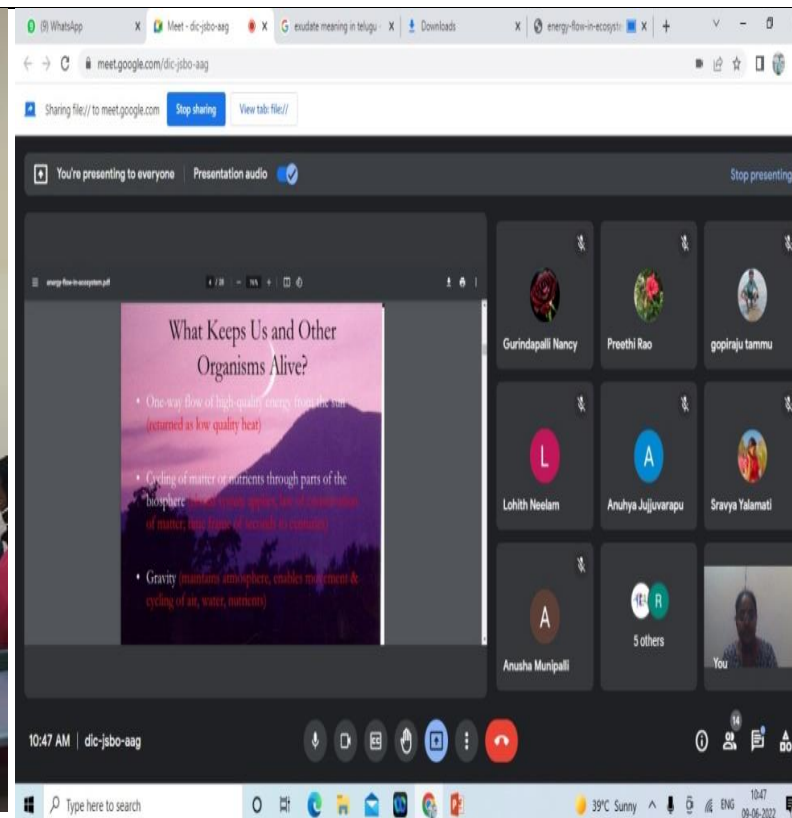 (9) WhatsApp
Meet - dic-jsbo-aag
exudate meaning in telugu -
Downloads
energy-flow-in-ecosyste
meet.google.com/dic-jsbo-aag
Sharing file:// to meet.google.com
Stop sharing
View tab: file://
You're presenting to everyone
Presentation audio
Stop presenting
energy-flow-in-ecosystem.pdf
What Keeps Us and Other
Organisms Alive?
• One-way flow of high-quality energy from the sun
(returned as low quality heat)
• Cycling of matter or nutrients through parts of the
biosphere
of matter;
• Gravity (maintains atmosphere, enables movement &
cycling of air, water, nutrients)
Gurindapalli Nancy
Preethi Rao
gopiraju tammu
L
A
Lohith Neelam
Anuhya Jujjuvarapu
Sravya Yalamati
A
R
Anusha Munipalli
5 others
You
10:47 AM | dic-jsbo-aag
14
Type here to search
39°C Sunny
ENG
10:47
09-06-2022